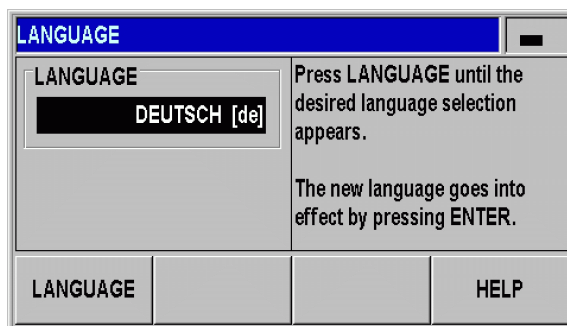 LANGUAGE
LANGUAGE
DEUTSCH [de]
Press LANGUAGE until the
desired language selection
appears.
The new language goes into
effect by pressing ENTER.
LANGUAGE
HELP